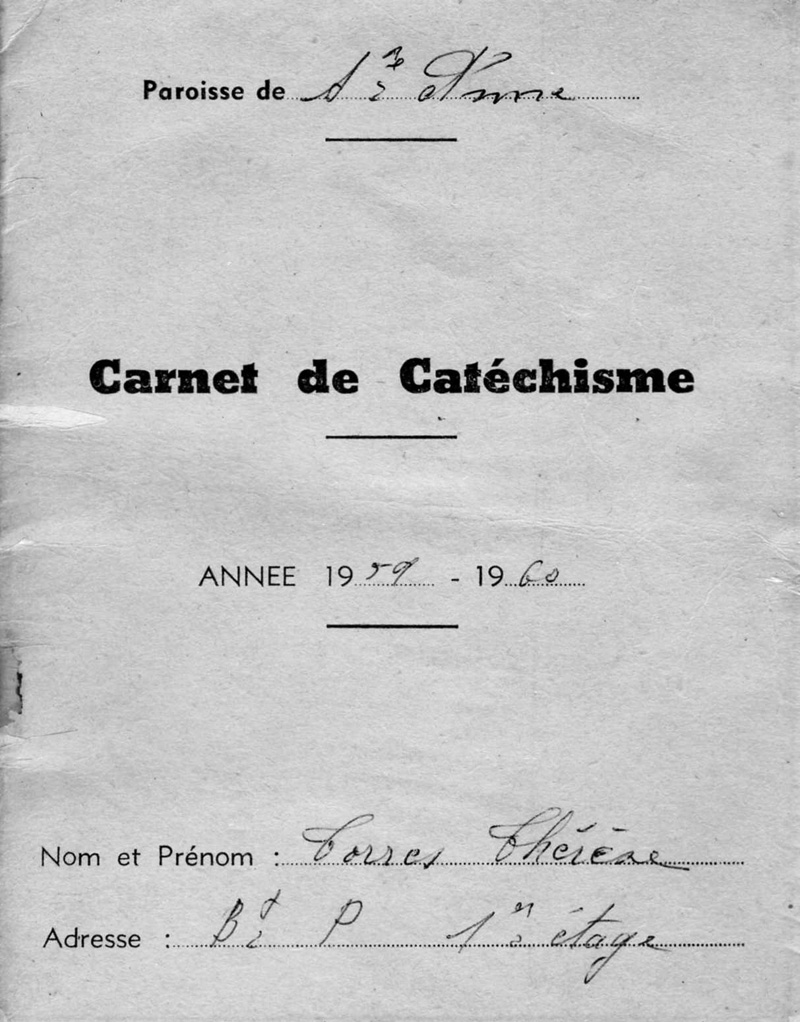 Paroisse de Ste Anne
Carnet de Catéchisme
ANNEE 1959 - 1960
Nom et Prénom : Torres Thérèse
Adresse : Bt P 1er étage